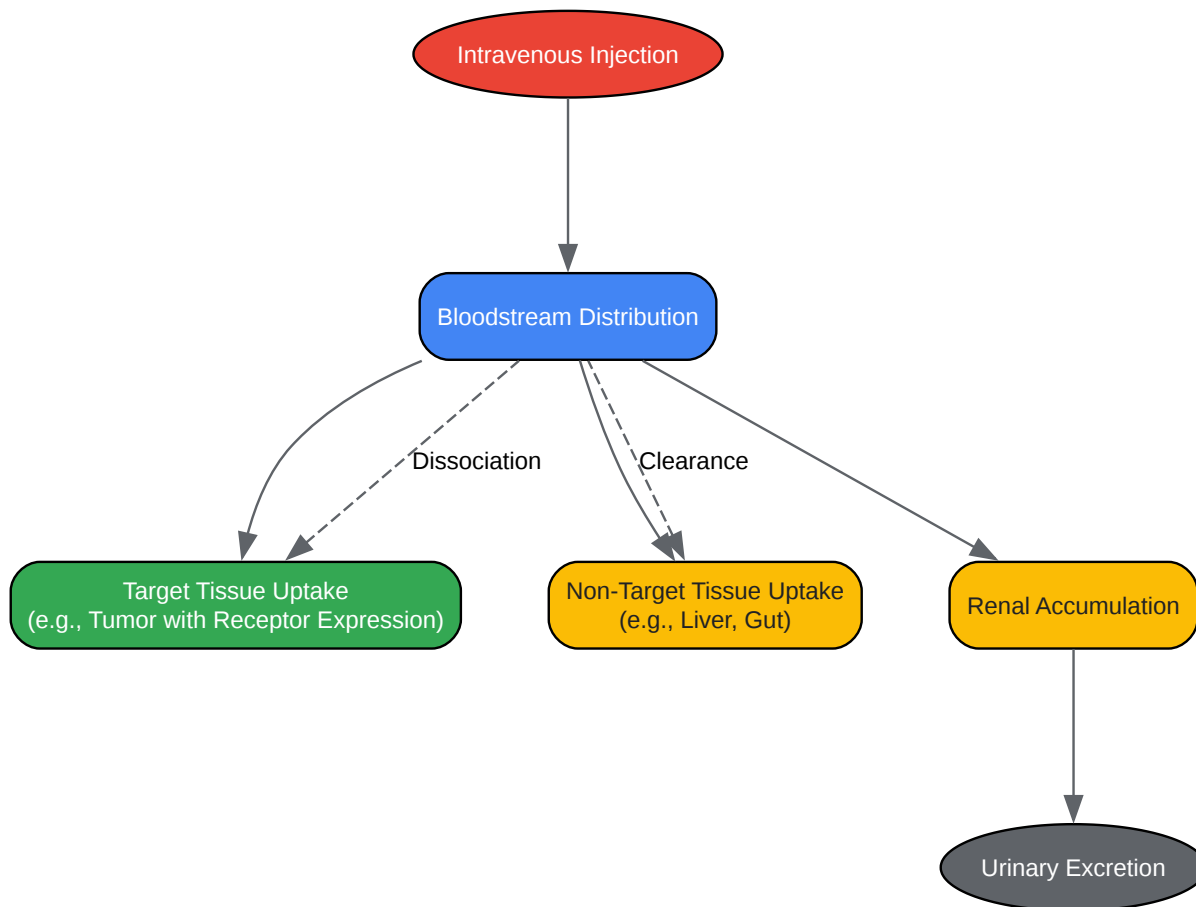 Intravenous Injection
Bloodstream Distribution
Dissociation
Clearance
Target Tissue Uptake
(e.g., Tumor with Receptor Expression)
Non-Target Tissue Uptake
(e.g., Liver, Gut)
Renal Accumulation
Urinary Excretion